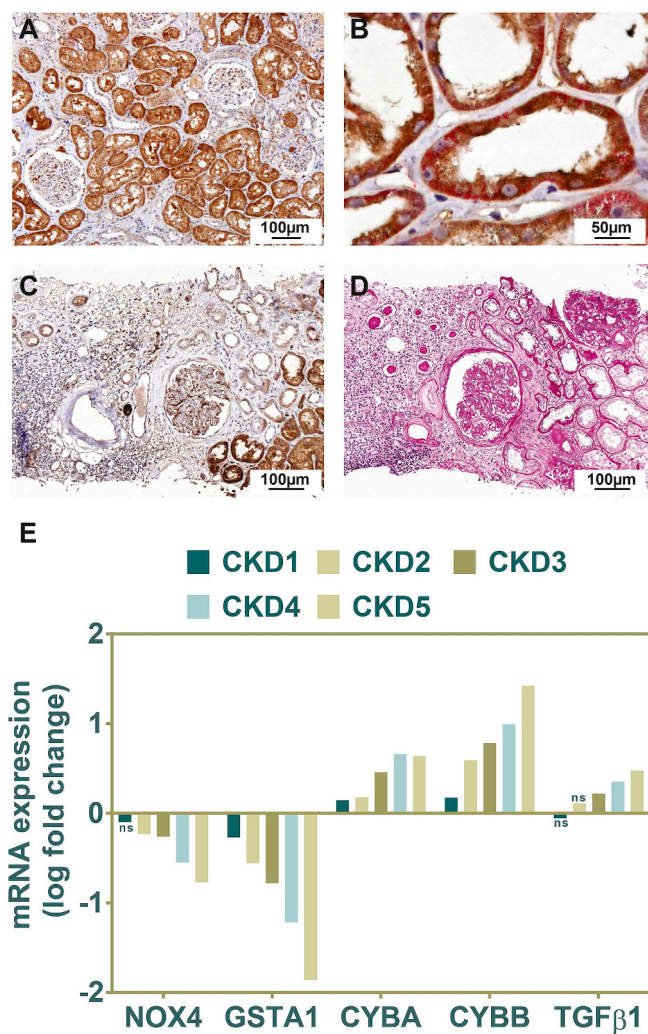 A
100µm
B
50µm
C
100µm
D
100µm
E
CKD1 CKD2 CKD3
CKD4 CKD5
mRNA expression
(log fold change)
2
1
0
-1
-2
ns
ns
ns
NOX4 GSTA1 CYBA CYBB TGFβ1